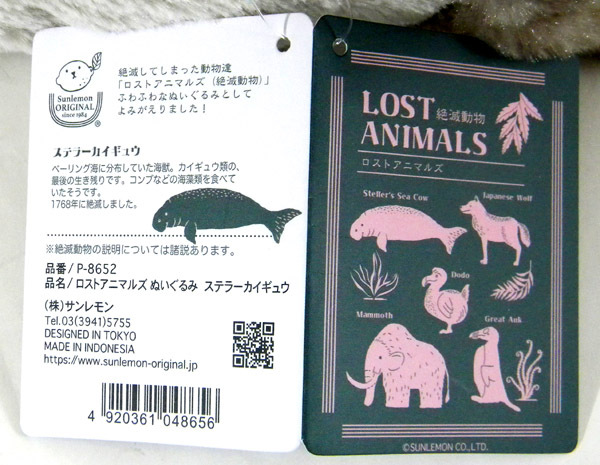 Sunlemon
ORIGINAL
since 1984
絶滅してしまった動物達
「ロストアニマルズ（絶滅動物）」
ふわふわなぬいぐるみとして
よみがえりました！
ステラーカイギュウ
ベーリング海に分布していた海獣。カイギュウ類の、
最後の生き残りです。コンブなどの海藻類を食べて
いたそうです。
1768年に絶滅しました。
※絶滅動物の説明については諸説あります。
品番/P-8652
品名/ロストアニマルズ ぬいぐるみ ステラーカイギュウ
(株)サンレモン
Tel.03(3941)5755
DESIGNED IN TOKYO
MADE IN INDONESIA
https://www.sunlemon-original.jp
4 920361 048656
LOST
絶滅動物
ANIMALS
ロストアニマルズ
Steller's Sea Cow
Japanese Wolf
Dodo
Mammoth
Great Auk
©SUNLEMON CO.,LTD.